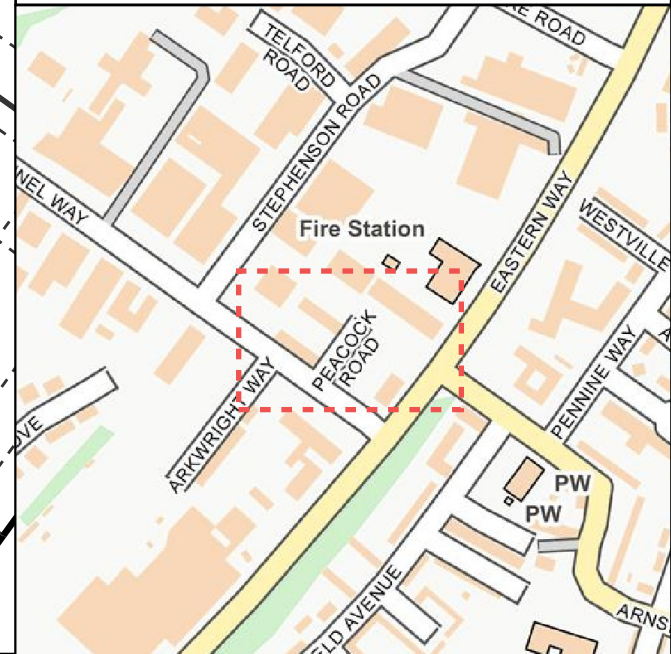 KE ROAD
TELFORD
ROAD
STEPHENSON ROAD
NEL WAY
Fire Station
EASTERN WAY
WESTVILLE
PEACOCK
ROAD
PENNINE WAY
A
ARKWRIGHT WAY
OVE
PW
PW
ELD AVENUE
ARNS